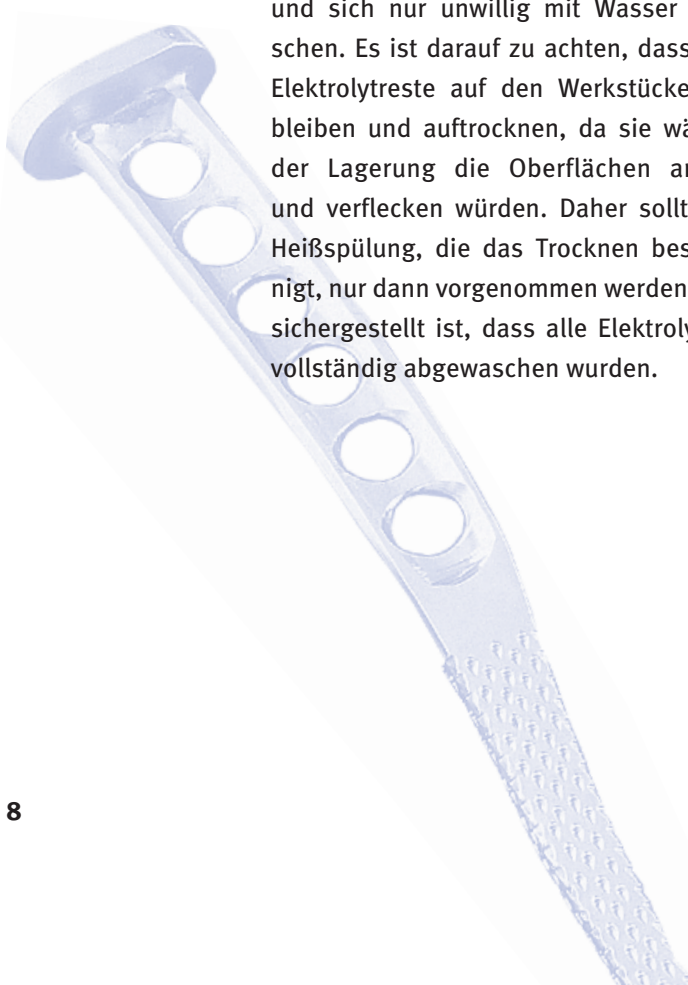 und sich nur unwillig mit Wasser
schen. Es ist darauf zu achten, dass
Elektrolytreste auf den Werkstücke
bleiben und auftrocknen, da sie wä
der Lagerung die Oberflächen an
und verflecken würden. Daher sollt
Heißspülung, die das Trocknen bes
nigt, nur dann vorgenommen werden
sichergestellt ist, dass alle Elektroly
vollständig abgewaschen wurden.
8